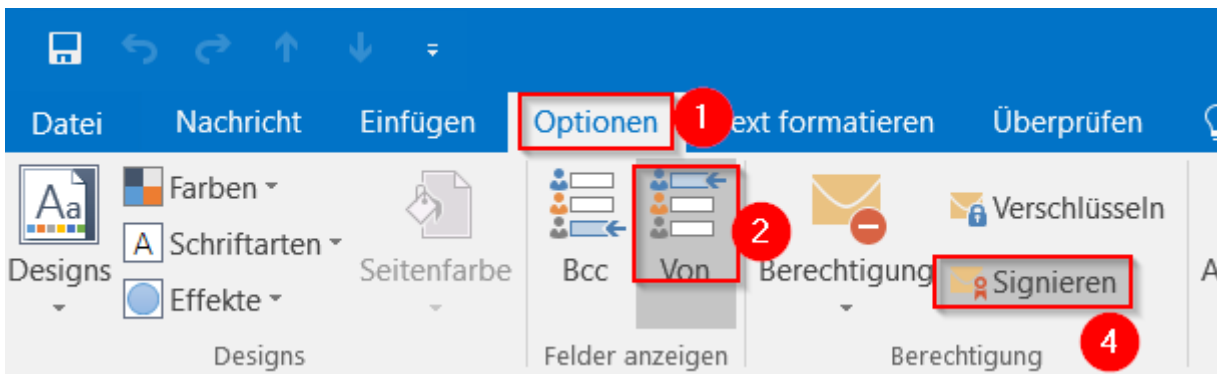 Datei Nachricht Einfügen Optionen 1 ext formatieren Überprüfen
Aa
Designs
Farben
A Schriftarten
Effekte
Seitenfarbe
Designs
Bcc
Von
2
Felder anzeigen
Berechtigung
Verschlüsseln
Signieren
4
Berechtigung
A